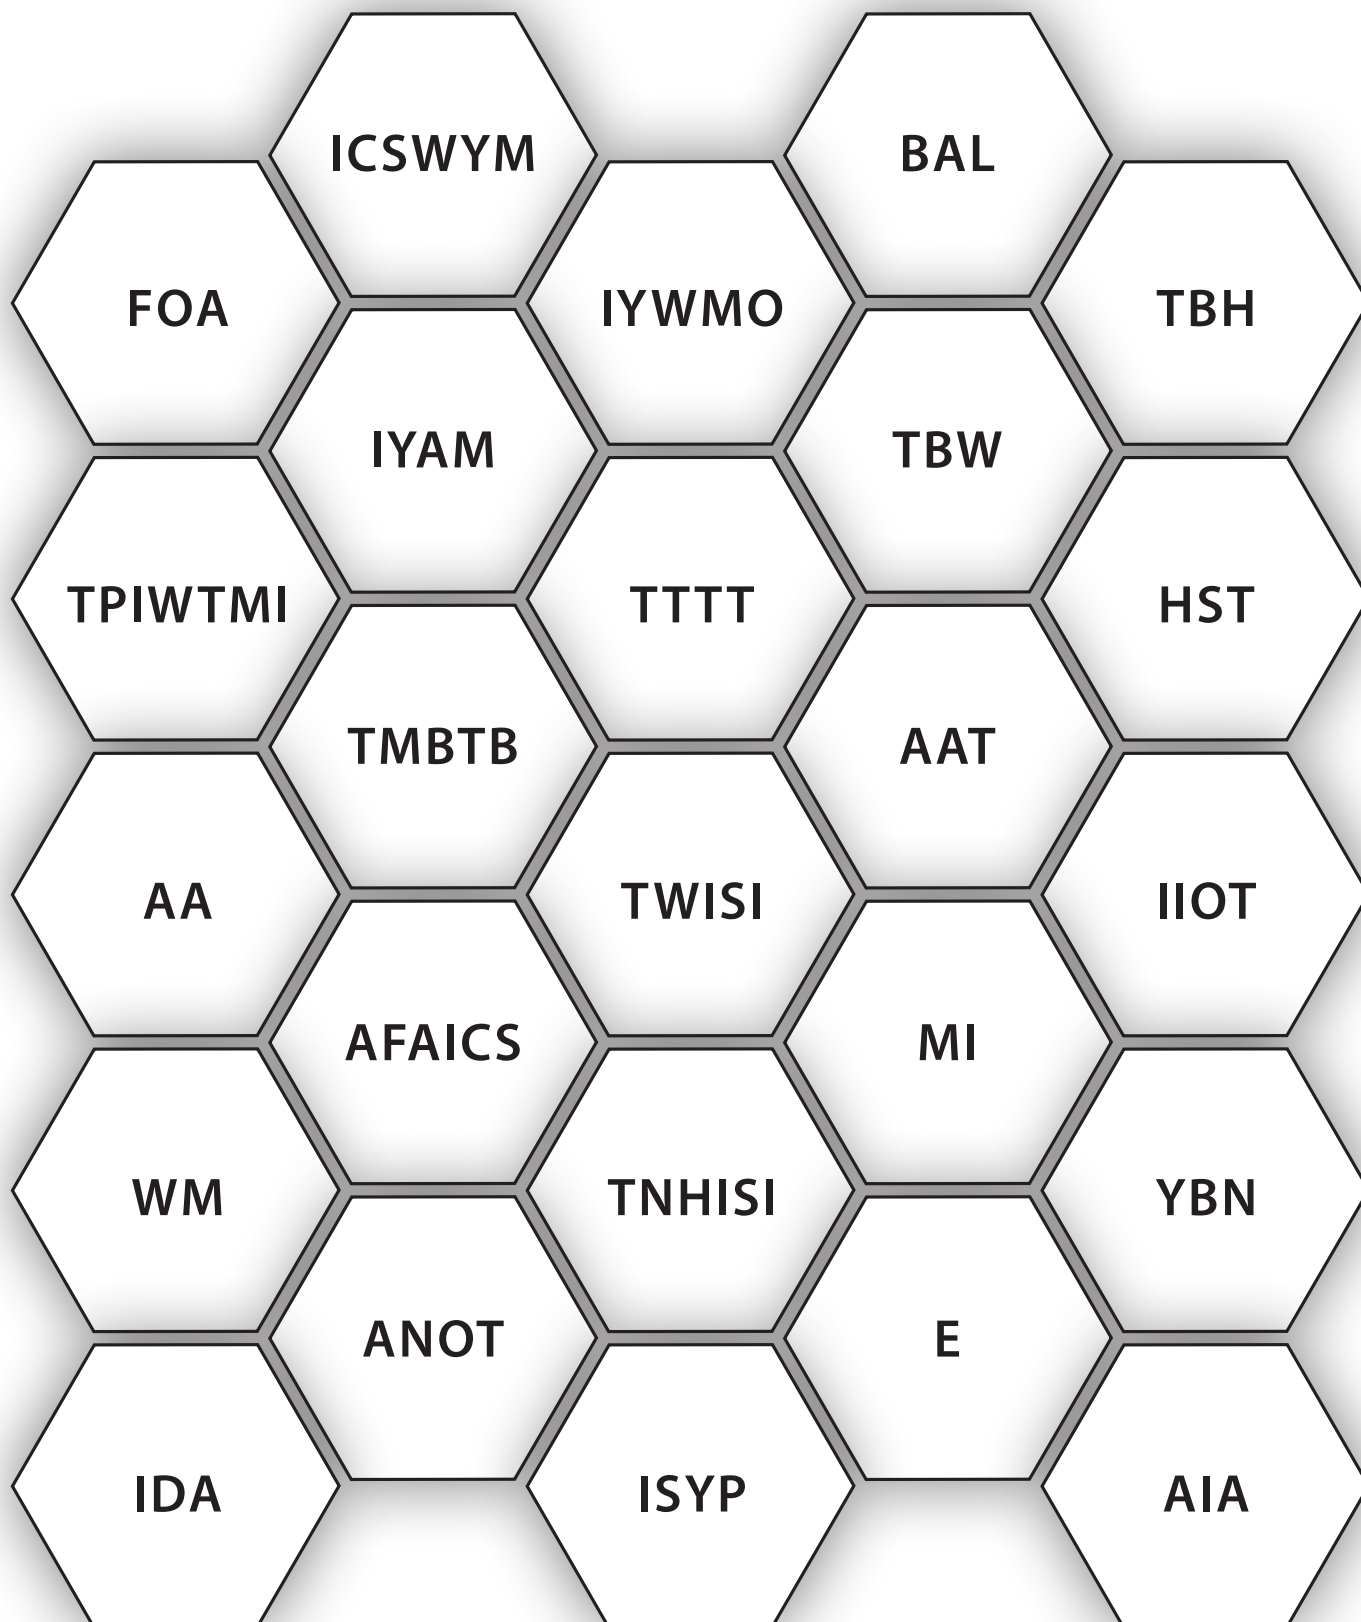 ICSWYM
BAL
FOA
IYWMO
TBH
IYAM
TBW
TPIWTMI
TTTT
HST
TMBTB
AAT
AA
TWISI
IIOT
AFAICS
MI
WM
TNHISI
YBN
ANOT
E
IDA
ISYP
AIA